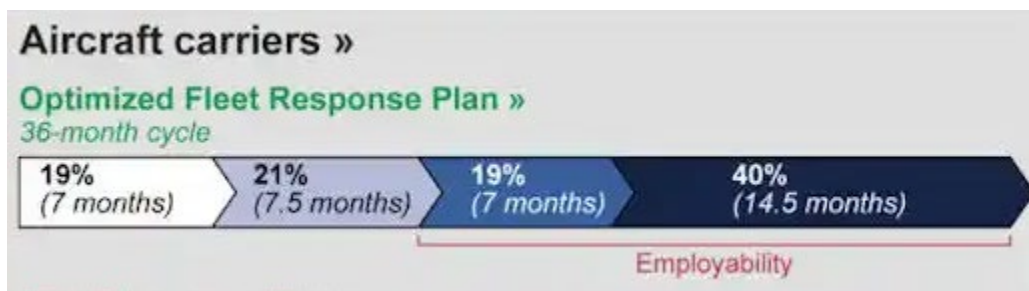 Aircraft carriers »
Optimized Fleet Response Plan »
36-month cycle
19% 21% 19% 40%
(7 months) (7.5 months) (7 months) (14.5 months)
Employability